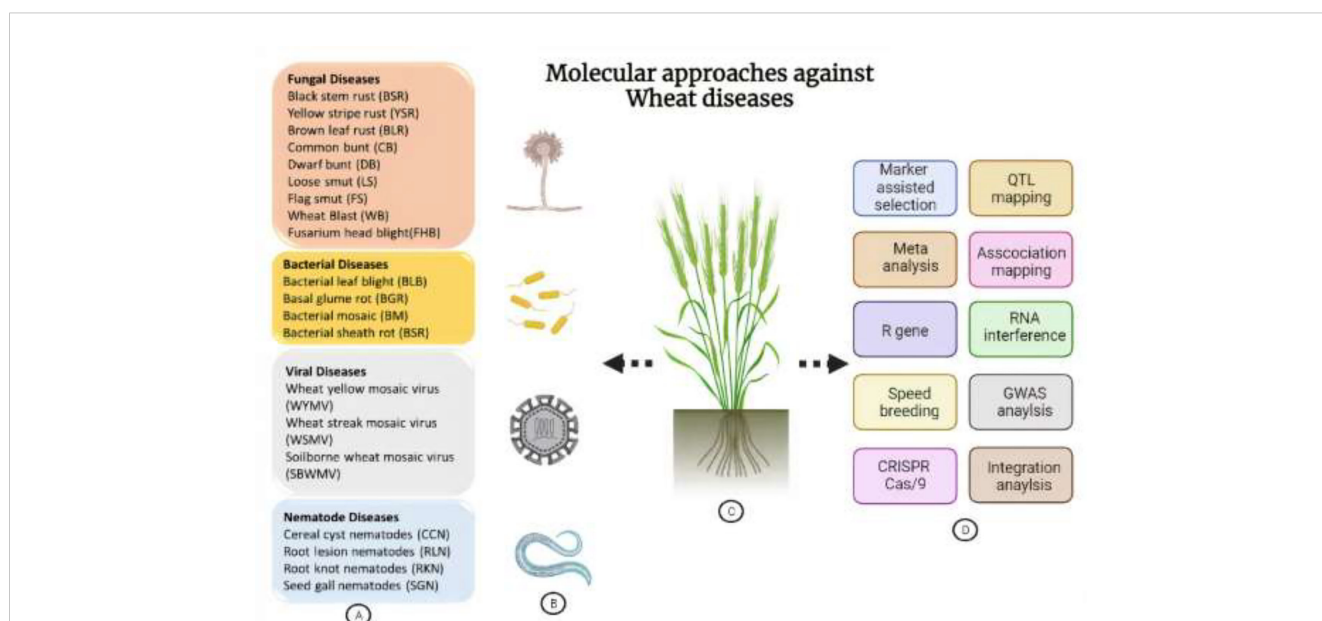 Molecular approaches against
Wheat diseases
Fungal Diseases
Black stem rust (BSR)
Yellow stripe rust (YSR)
Brown leaf rust (BLR)
Common bunt (CB)
Dwarf bunt (DB)
Loose smut (LS)
Flag smut (FS)
Wheat Blast (WB)
Fusarium head blight(FHB)
Bacterial Diseases
Bacterial leaf blight (BLB)
Basal glume rot (BGR)
Bacterial mosaic (BM)
Bacterial sheath rot (BSR)
Viral Diseases
Wheat yellow mosaic virus
(WYMV)
Wheat streak mosaic virus
(WSMV)
Soilborne wheat mosaic virus
(SBWMV)
Nematode Diseases
Cereal cyst nematodes (CCN)
Root lesion nematodes (RLN)
Root knot nematodes (RKN)
Seed gall nematodes (SGN)
A
B
C
Marker
assisted
selection
QTL
mapping
Meta
analysis
Asscociation
mapping
R gene
RNA
interference
Speed
breeding
GWAS
anaylsis
CRISPR
Cas/9
Integration
anaylsis
D